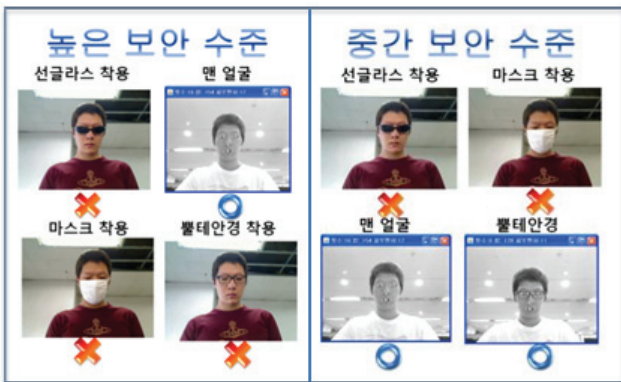 높은 보안 수준
선글라스 착용
맨 얼굴
마스크 착용
뿔테안경 착용
중간 보안 수준
선글라스 착용
마스크 착용
맨 얼굴
뿔테안경